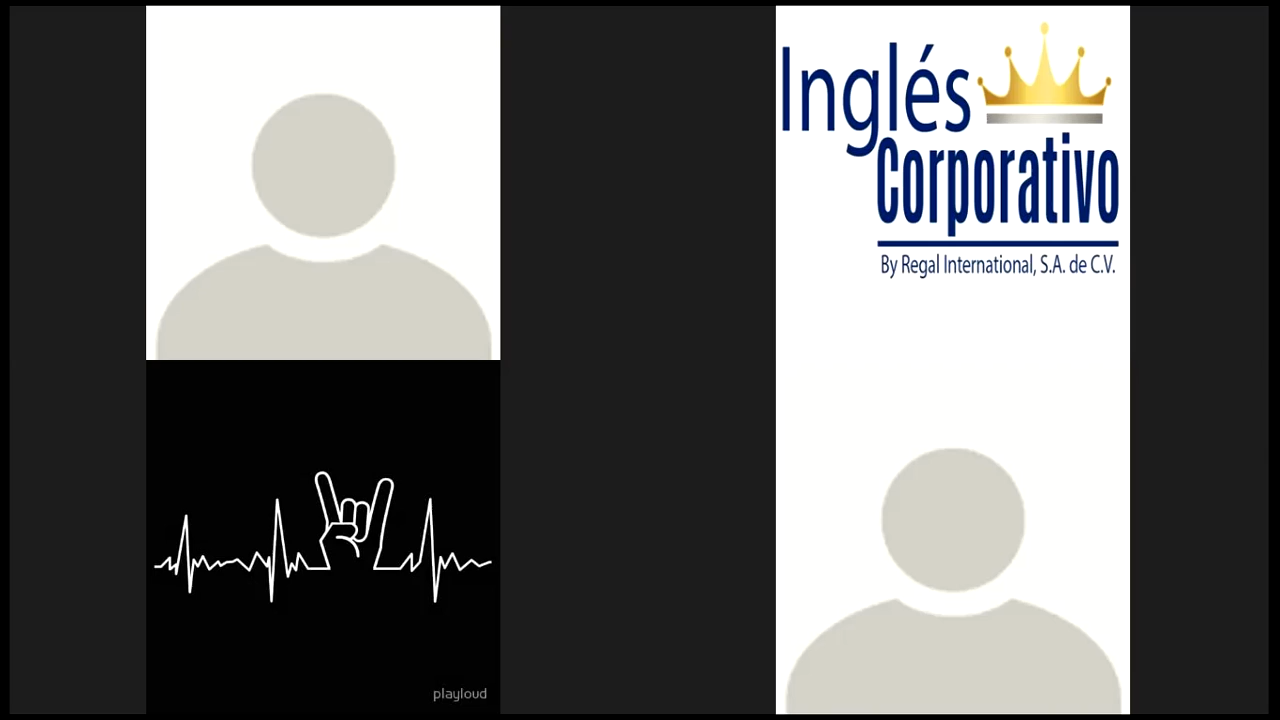 Inglés
Corporativo
By Regal International, S.A. de C.V.
playloud